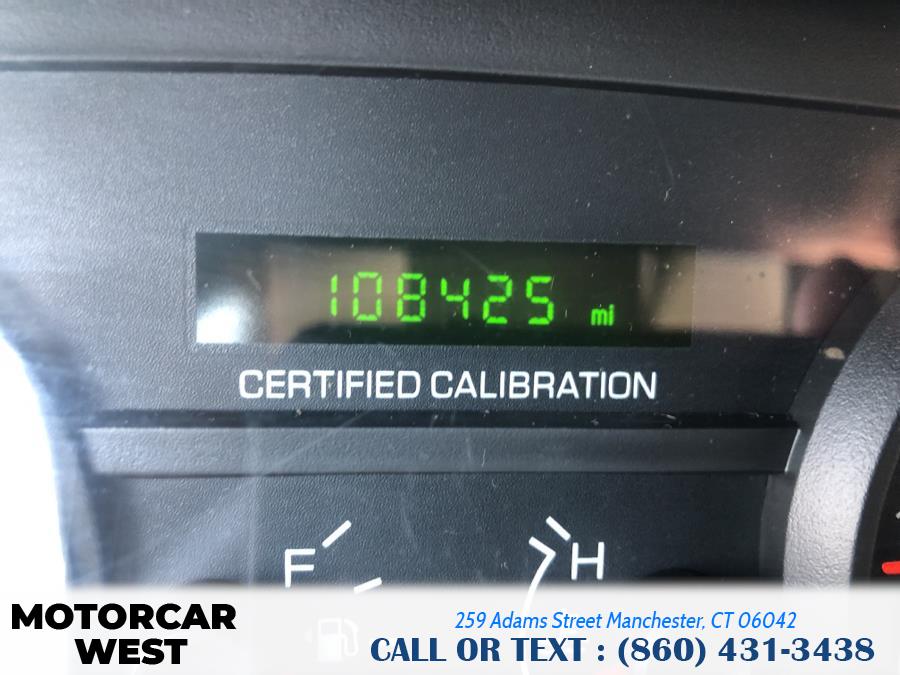 108425 mi
CERTIFIED CALIBRATION
F
H
MOTORCAR
WEST
259 Adams Street Manchester, CT 06042
CALL OR TEXT : (860) 431-3438